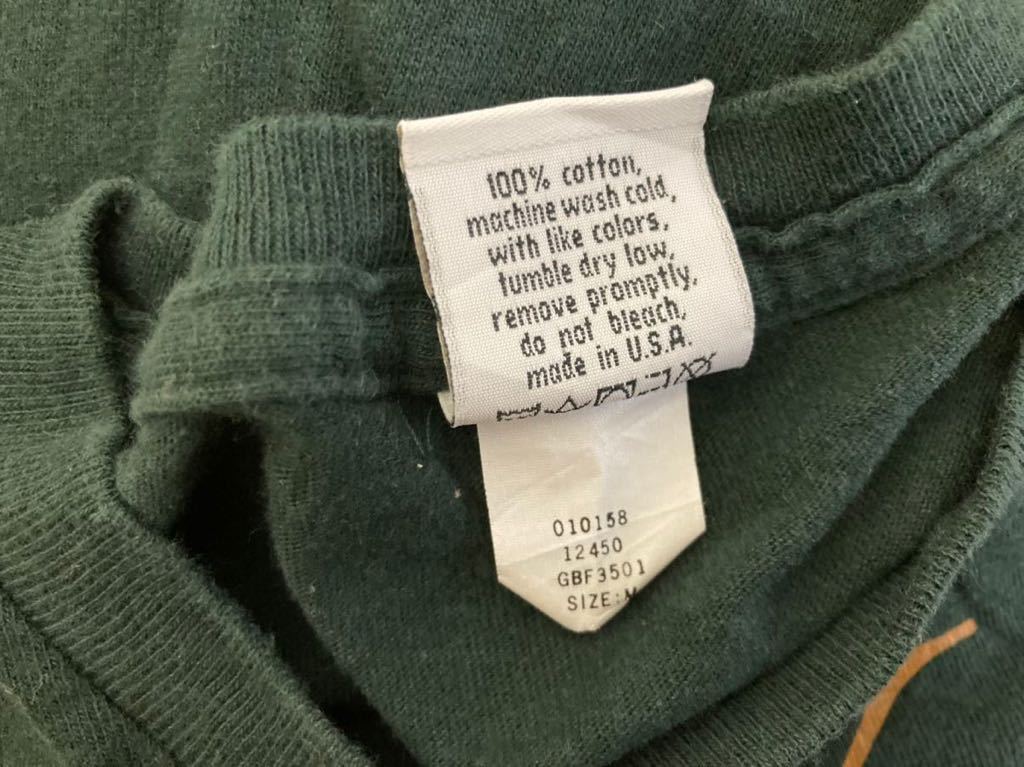 100% cotton,
machine wash cold,
with like colors,
tumble dry low,
remove promptly,
do not bleach,
made in U.S.A.
010158
12450
GBF3501
SIZE:M